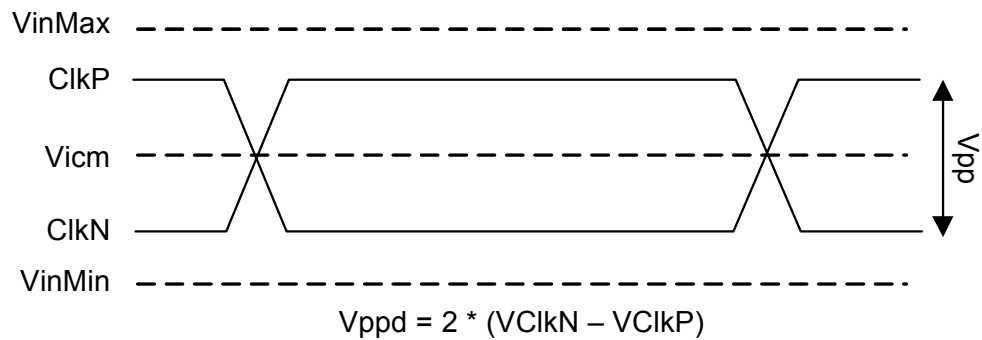 VinMax
ClkP
Vicm
ClkN
VinMin
Vpp
Vppd = 2 * (VClkN – VClkP)